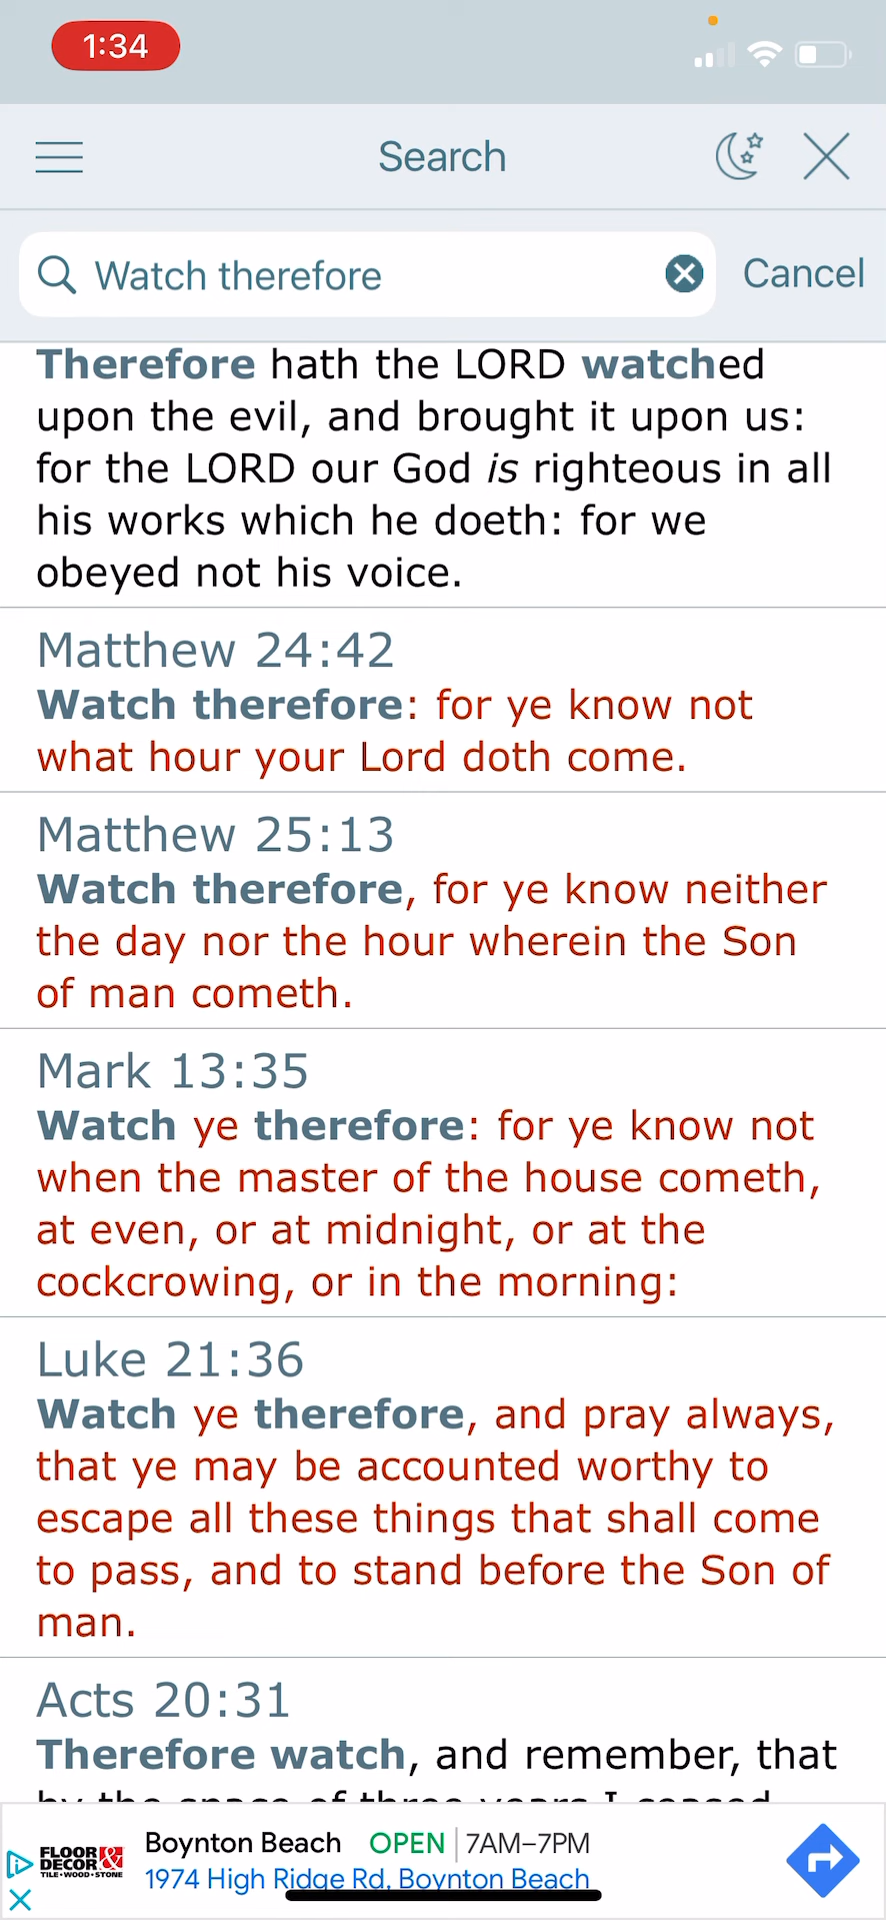 1:34
Search
Watch therefore
Cancel
Therefore hath the LORD watched
upon the evil, and brought it upon us:
for the LORD our God is righteous in all
his works which he doeth: for we
obeyed not his voice.
Matthew 24:42
Watch therefore: for ye know not
what hour your Lord doth come.
Matthew 25:13
Watch therefore, for ye know neither
the day nor the hour wherein the Son
of man cometh.
Mark 13:35
Watch ye therefore: for ye know not
when the master of the house cometh,
at even, or at midnight, or at the
cockcrowing, or in the morning:
Luke 21:36
Watch ye therefore, and pray always,
that ye may be accounted worthy to
escape all these things that shall come
to pass, and to stand before the Son of
man.
Acts 20:31
Therefore watch, and remember, that
by the space of three years I ceased
FLOOR &
DECOR
TILE•WOOD•STONE
Boynton Beach OPEN 7AM–7PM
1974 High Ridge Rd, Boynton Beach